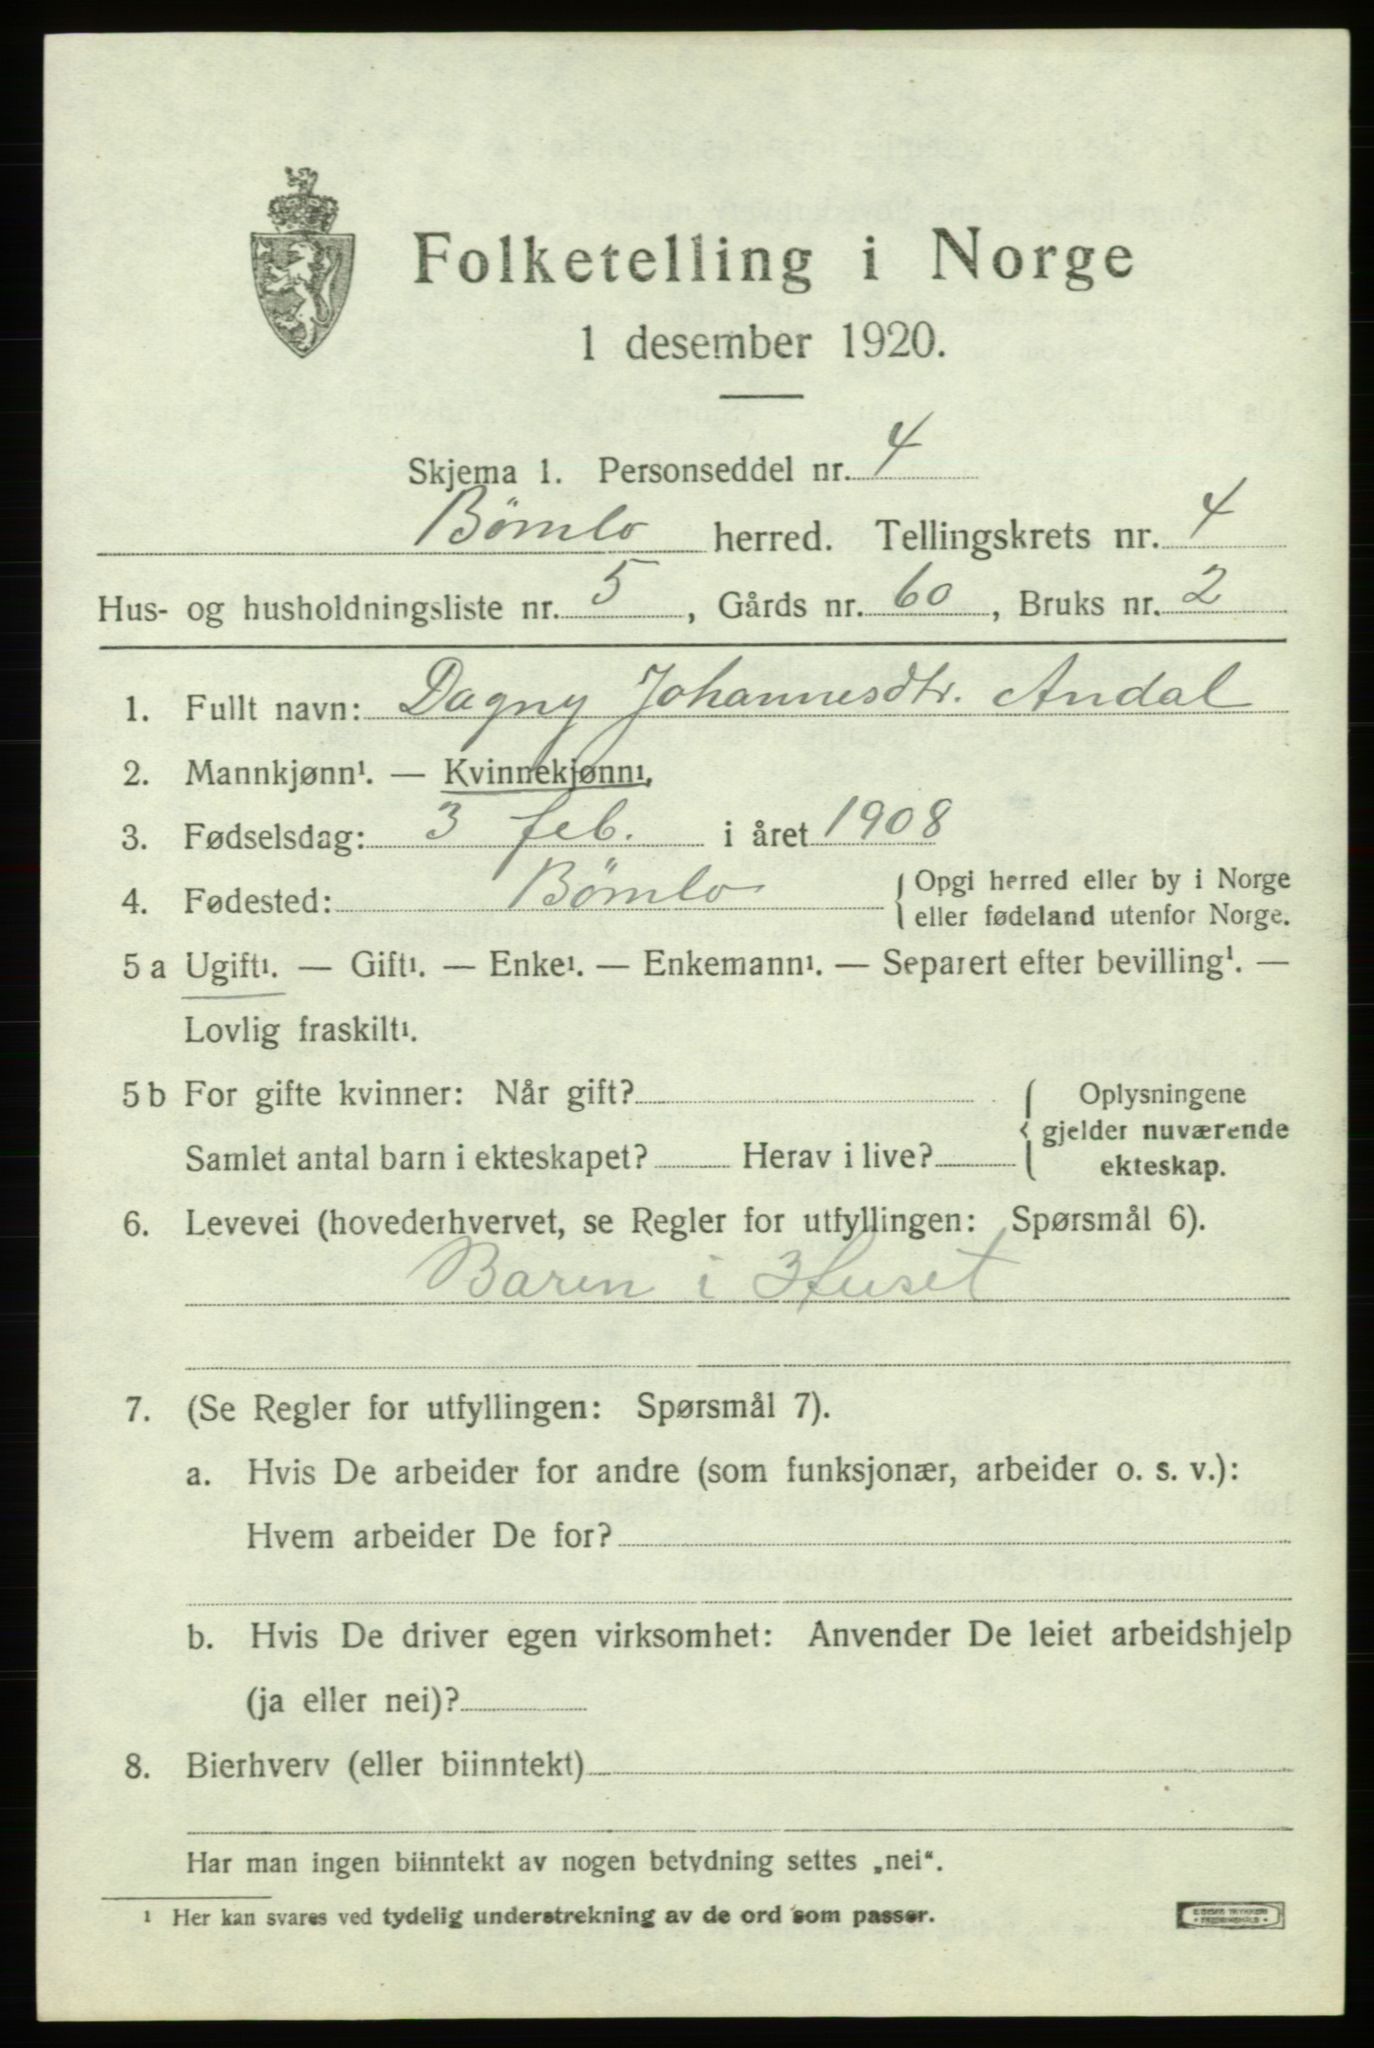 Folketelling i Norge
1 desember 1920.
Skjema 1. Personseddel nr. 4
Bömlo herred. Tellingskrets nr. 4
Hus- og husholdningsliste nr. 5, Gårds nr. 60, Bruks nr. 2
1. Fullt navn: Dagny Johannesdtr. Andal
2. Mannkjønn¹. — Kvinnekjønn¹.
3. Fødselsdag: 3 feb. i året 1908
4. Fødested: Bömlo { Opgi herred eller by i Norge
eller fødeland utenfor Norge.
5 a Ugift¹. — Gift¹. — Enke¹. — Enkemann¹. — Separert efter bevilling¹. —
Lovlig fraskilt¹.
5 b For gifte kvinner: Når gift?
Samlet antal barn i ekteskapet? Herav i live?
{ Oplysningene
gjelder nuværende
ekteskap.
6. Levevei (hovederhvervet, se Regler for utfyllingen: Spørsmål 6).
Baren i Huset
7. (Se Regler for utfyllingen: Spørsmål 7).
a. Hvis De arbeider for andre (som funksjonær, arbeider o. s. v.):
Hvem arbeider De for?
b. Hvis De driver egen virksomhet: Anvender De leiet arbeidshjelp
(ja eller nei)?
8. Bierhverv (eller biinntekt)
Har man ingen biinntekt av nogen betydning settes „nei“.
¹ Her kan svares ved tydelig understrekning av de ord som passer.